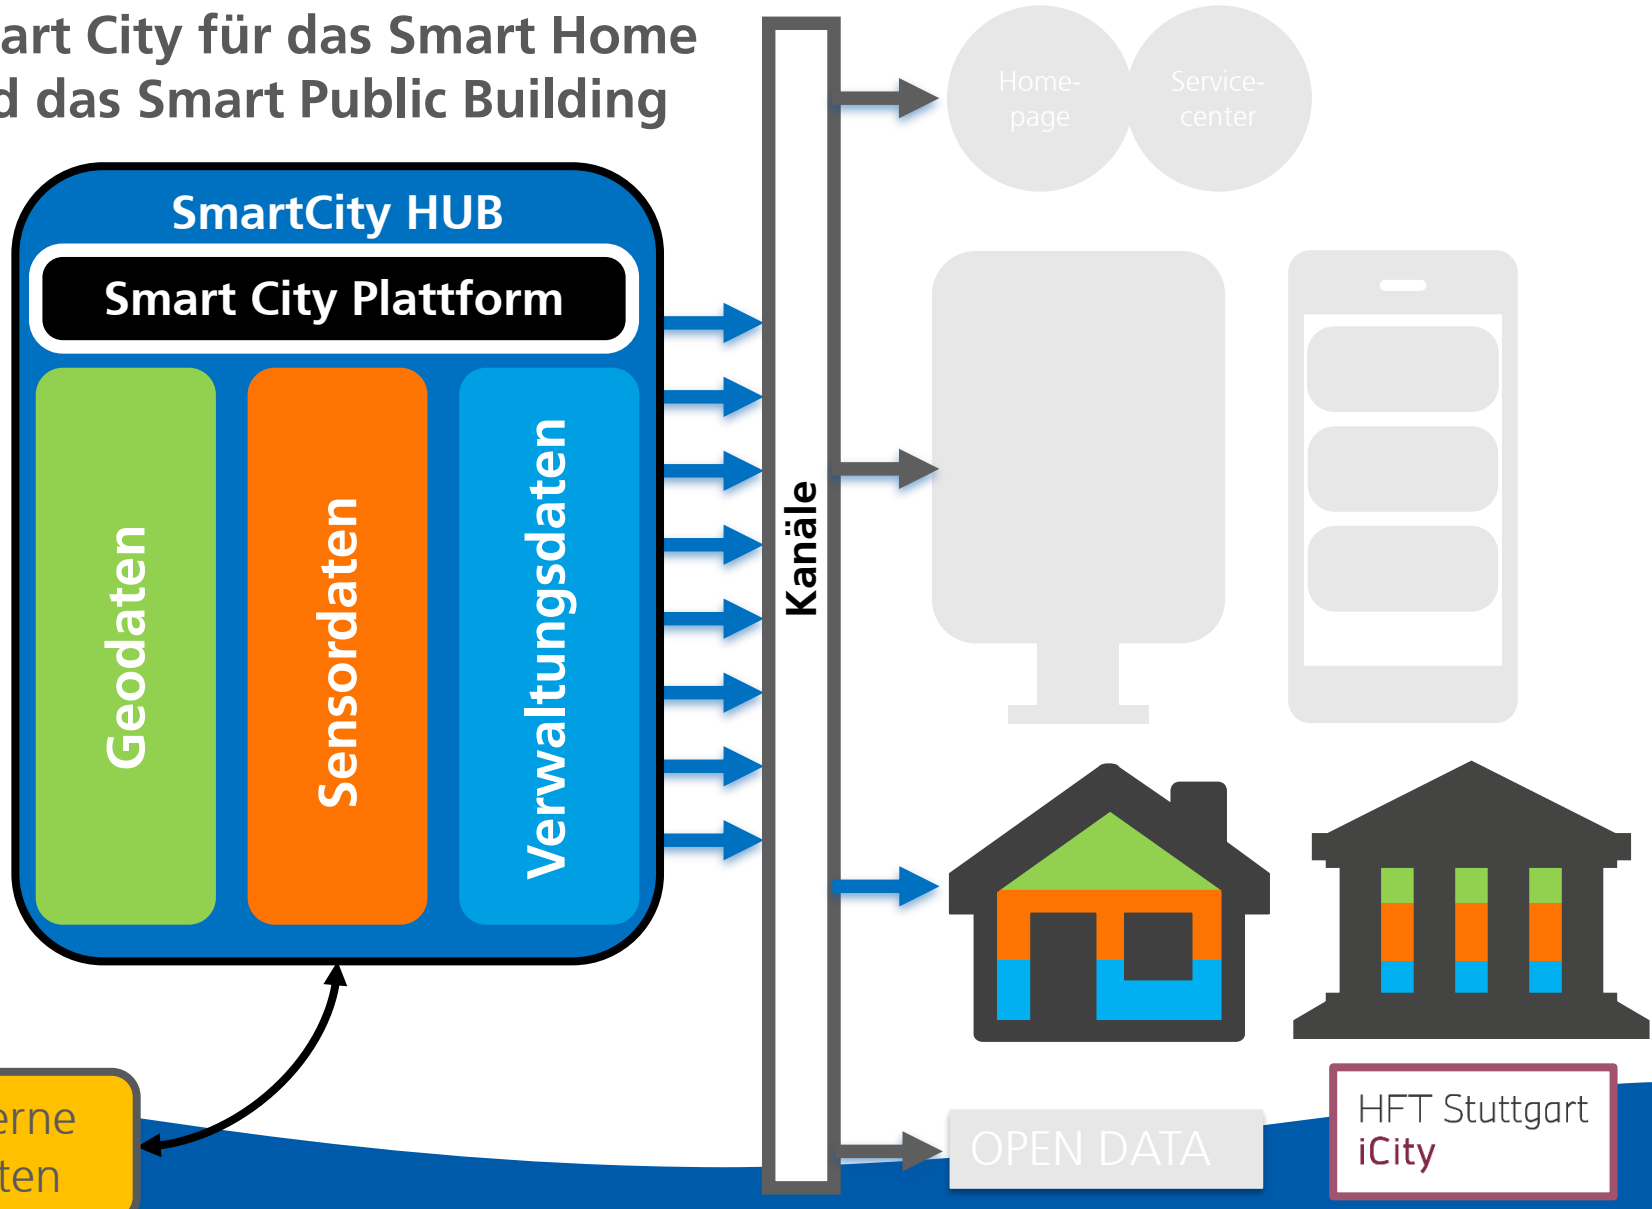 art City für das Smart Home
d das Smart Public Building
Home-
page
Service-
center
SmartCity HUB
Smart City Plattform
Geodaten
Sensordaten
Verwaltungsdaten
Kanäle
erne
ten
OPEN DATA
HFT Stuttgart
iCity